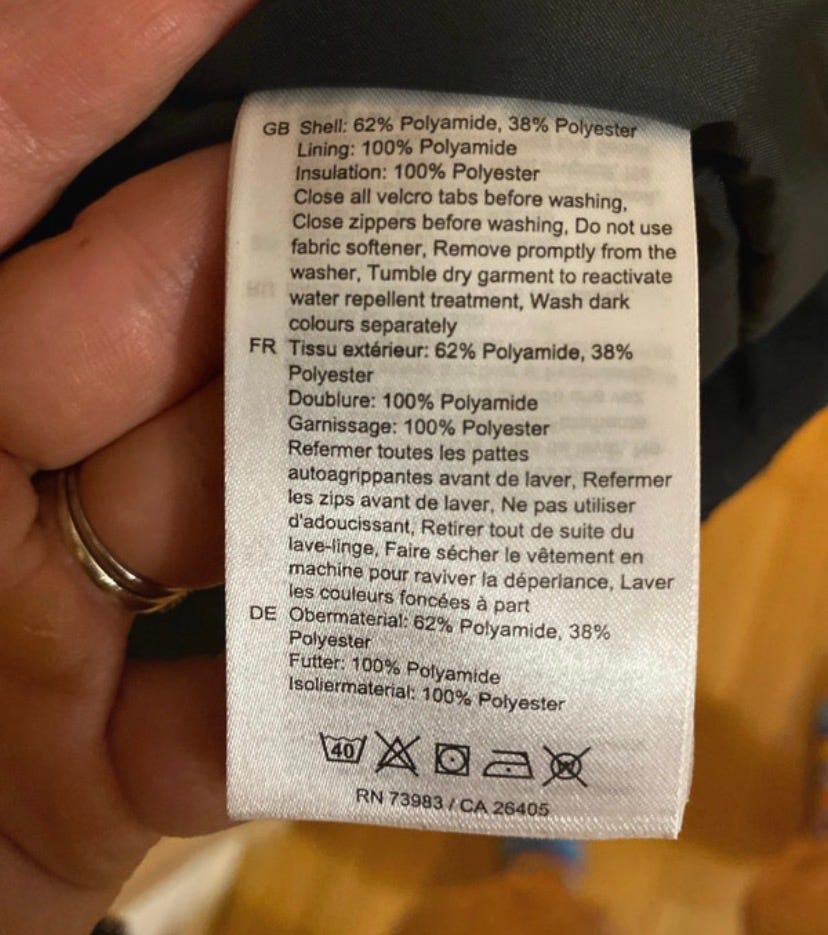 GB Shell: 62% Polyamide, 38% Polyester
Lining: 100% Polyamide
Insulation: 100% Polyester
Close all velcro tabs before washing,
Close zippers before washing, Do not use
fabric softener, Remove promptly from the
washer, Tumble dry garment to reactivate
water repellent treatment, Wash dark
colours separately
FR Tissu extérieur: 62% Polyamide, 38%
Polyester
Doublure: 100% Polyamide
Garnissage: 100% Polyester
Refermer toutes les pattes
autoagrippantes avant de laver, Refermer
les zips avant de laver, Ne pas utiliser
d'adoucissant, Retirer tout de suite du
lave-linge, Faire sécher le vêtement en
machine pour raviver la déperlance, Laver
les couleurs foncées à part
DE Obermaterial: 62% Polyamide, 38%
Polyester
Futter: 100% Polyamide
Isoliermaterial: 100% Polyester
40 W
RN 73983 / CA 26405